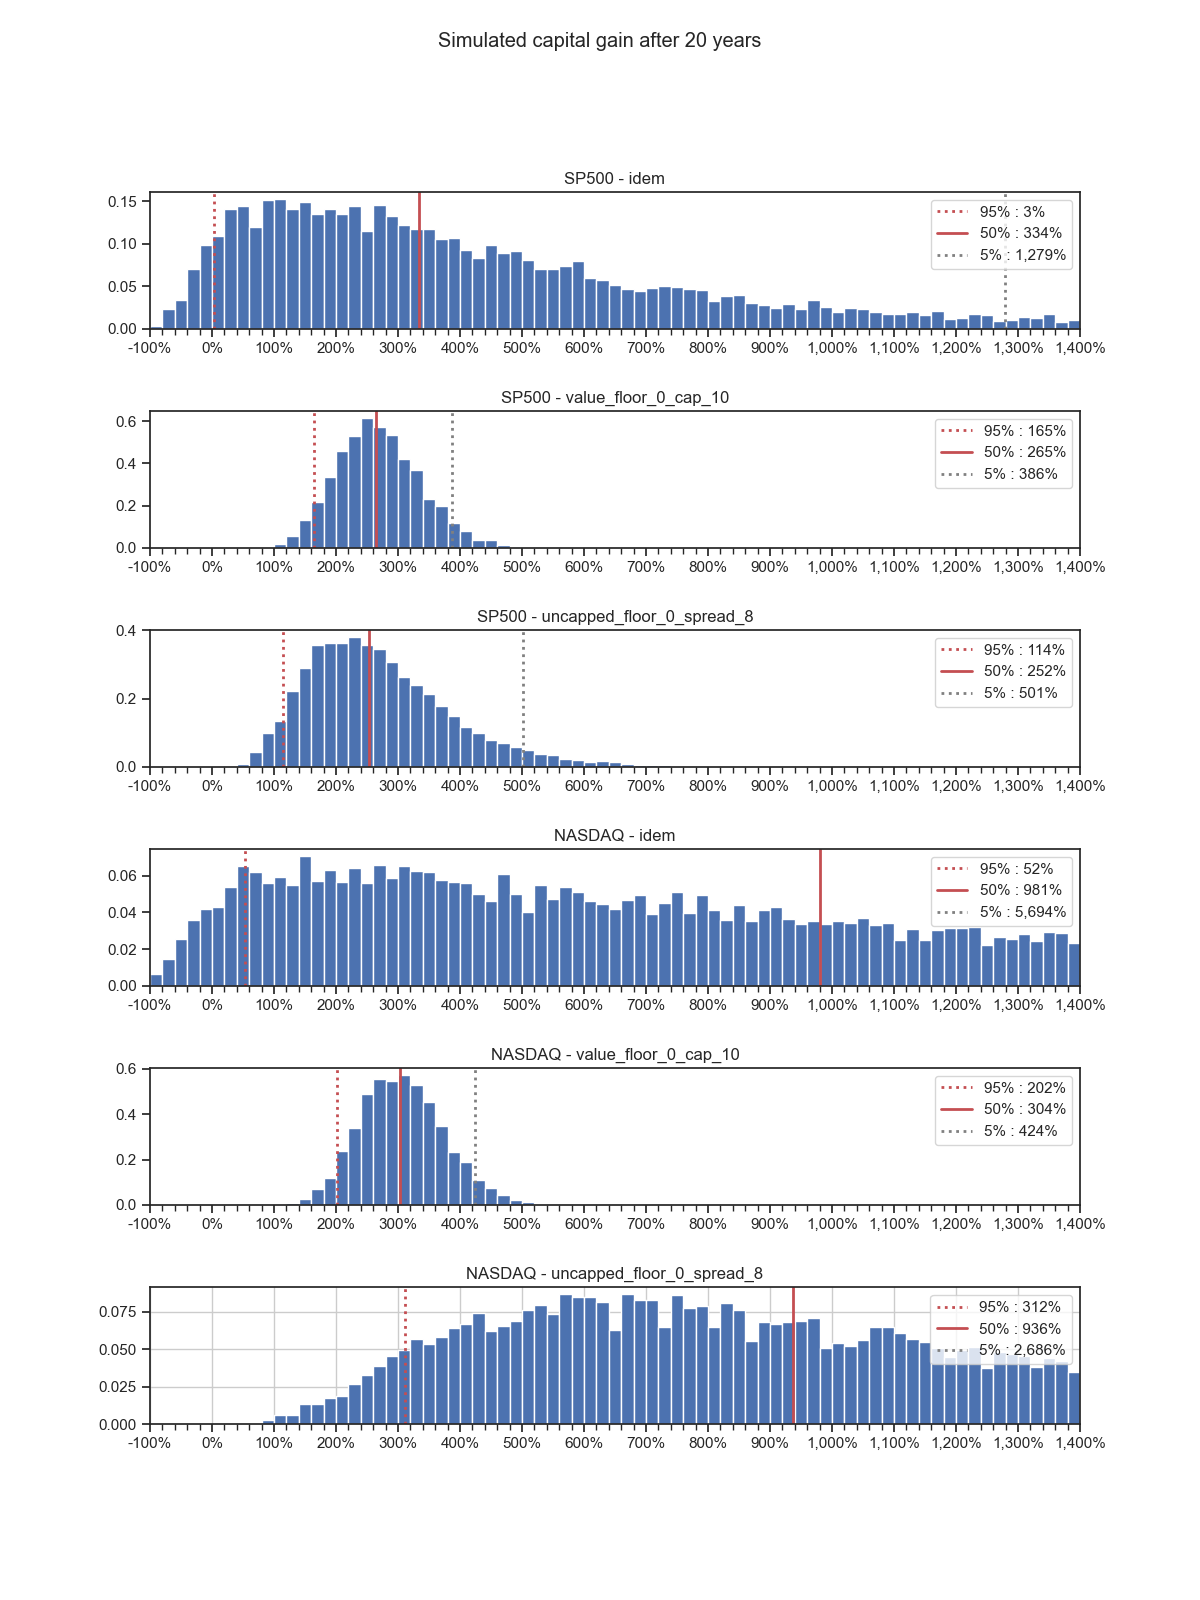 Simulated capital gain after 20 years
SP500 - idem
0.15
0.10
0.05
0.00
95% : 3%
50% : 334%
5% : 1,279%
-100% 0% 100% 200% 300% 400% 500% 600% 700% 800% 900% 1,000% 1,100% 1,200% 1,300% 1,400%
SP500 - value_floor_0_cap_10
0.6
0.4
0.2
0.0
95% : 165%
50% : 265%
5% : 386%
-100% 0% 100% 200% 300% 400% 500% 600% 700% 800% 900% 1,000% 1,100% 1,200% 1,300% 1,400%
SP500 - uncapped_floor_0_spread_8
0.4
0.2
0.0
95% : 114%
50% : 252%
5% : 501%
-100% 0% 100% 200% 300% 400% 500% 600% 700% 800% 900% 1,000% 1,100% 1,200% 1,300% 1,400%
NASDAQ - idem
0.06
0.04
0.02
0.00
95% : 52%
50% : 981%
5% : 5,694%
-100% 0% 100% 200% 300% 400% 500% 600% 700% 800% 900% 1,000% 1,100% 1,200% 1,300% 1,400%
NASDAQ - value_floor_0_cap_10
0.6
0.4
0.2
0.0
95% : 202%
50% : 304%
5% : 424%
-100% 0% 100% 200% 300% 400% 500% 600% 700% 800% 900% 1,000% 1,100% 1,200% 1,300% 1,400%
NASDAQ - uncapped_floor_0_spread_8
0.075
0.050
0.025
0.000
95% : 312%
50% : 936%
5% : 2,686%
-100% 0% 100% 200% 300% 400% 500% 600% 700% 800% 900% 1,000% 1,100% 1,200% 1,300% 1,400%